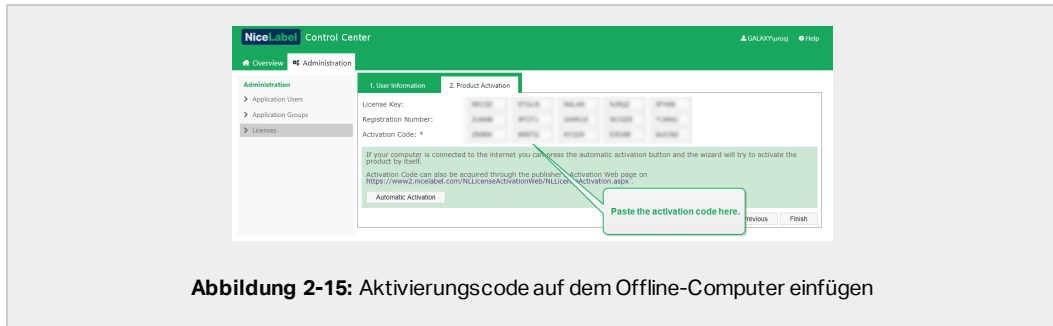 NiceLabel Control Center
GALAXY\urosj Help
Overview Administration
Administration
Application Users
Application Groups
Licenses
1. User Information 2. Product Activation
License Key:
Registration Number:
Activation Code: *
If your computer is connected to the internet you can press the automatic activation button and the wizard will try to activate the
product by itself.
Activation Code can also be acquired through the publisher Activation Web page on
https://www2.nicelabel.com/NLLicenseActivationWeb/NLLicenseActivation.aspx .
Automatic Activation
Paste the activation code here.
Previous Finish
Abbildung 2-15: Aktivierungscode auf dem Offline-Computer einfügen